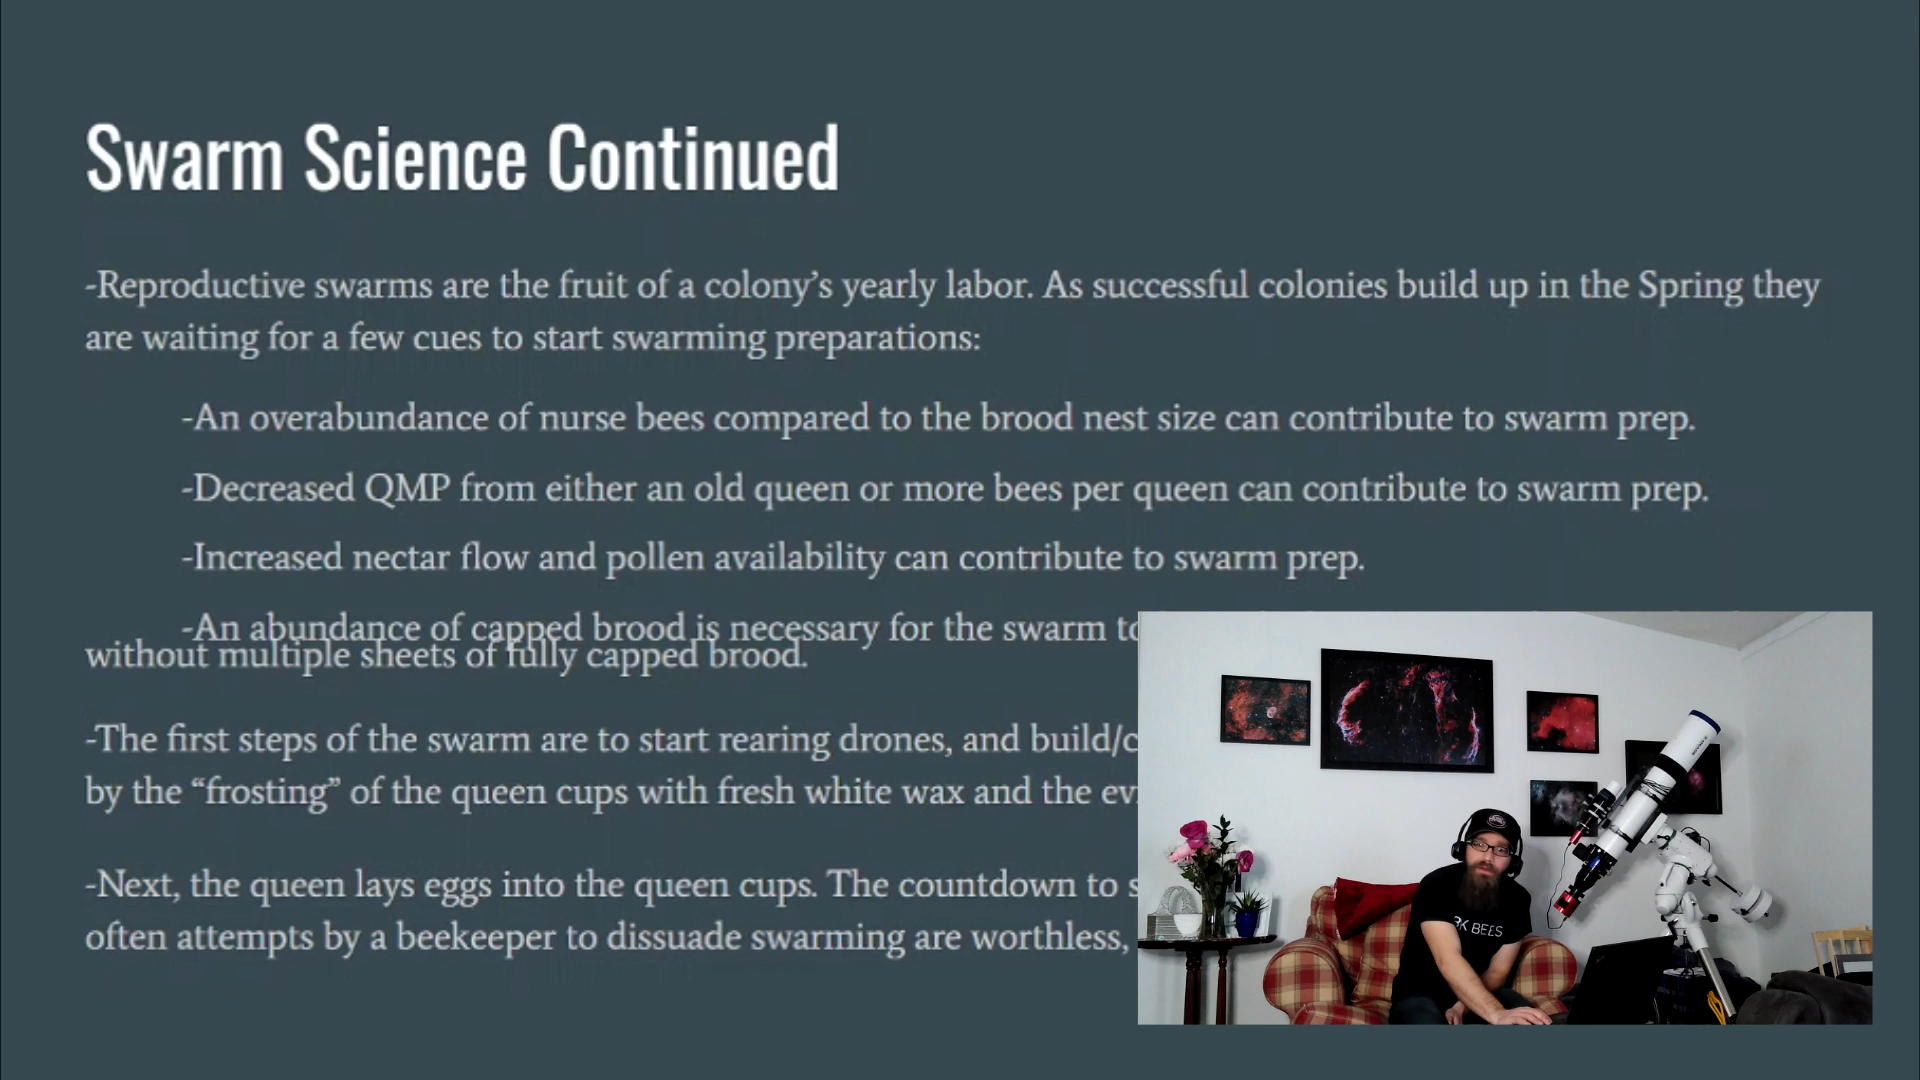 Swarm Science Continued
-Reproductive swarms are the fruit of a colony’s yearly labor. As successful colonies build up in the Spring they
are waiting for a few cues to start swarming preparations:
-An overabundance of nurse bees compared to the brood nest size can contribute to swarm prep.
-Decreased QMP from either an old queen or more bees per queen can contribute to swarm prep.
-Increased nectar flow and pollen availability can contribute to swarm prep.
-An abundance of capped brood is necessary for the swarm
without multiple sheets of fully capped brood.
-The first steps of the swarm are to start rearing drones, and
by the “frosting” of the queen cups with fresh white wax and the
-Next, the queen lays eggs into the queen cups. The countdown to
often attempts by a beekeeper to dissuade swarming are worthless,
BEES